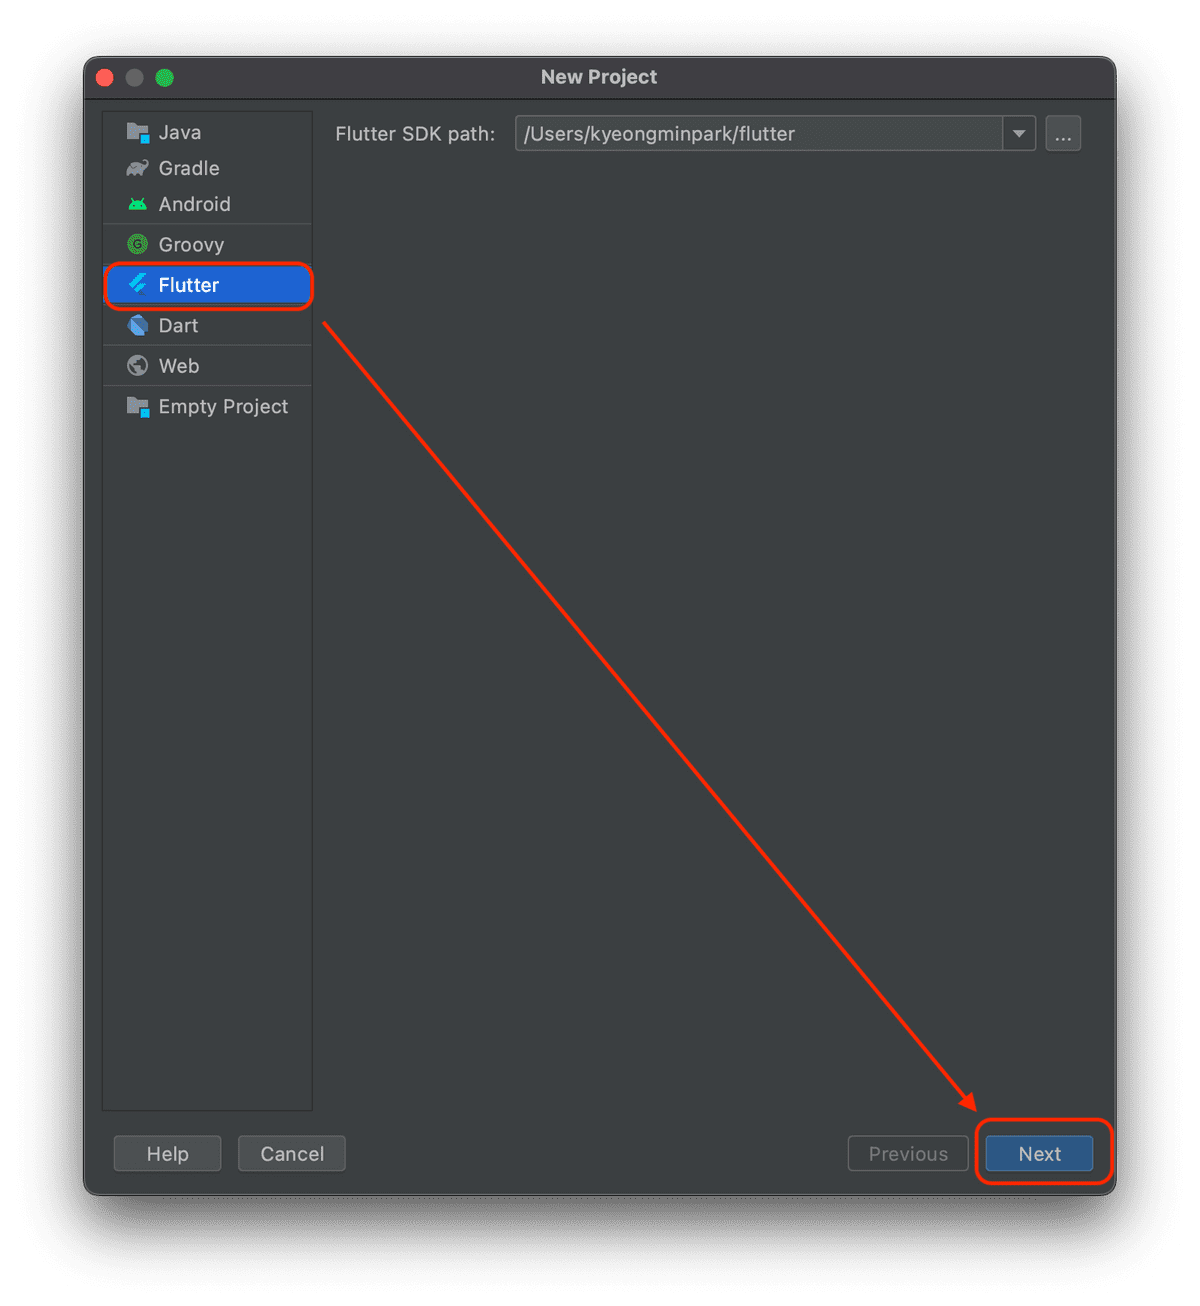 New Project
Java
Gradle
Android
Groovy
Flutter
Dart
Web
Empty Project
Flutter SDK path: /Users/kyeongminpark/flutter ...
Help Cancel Previous Next